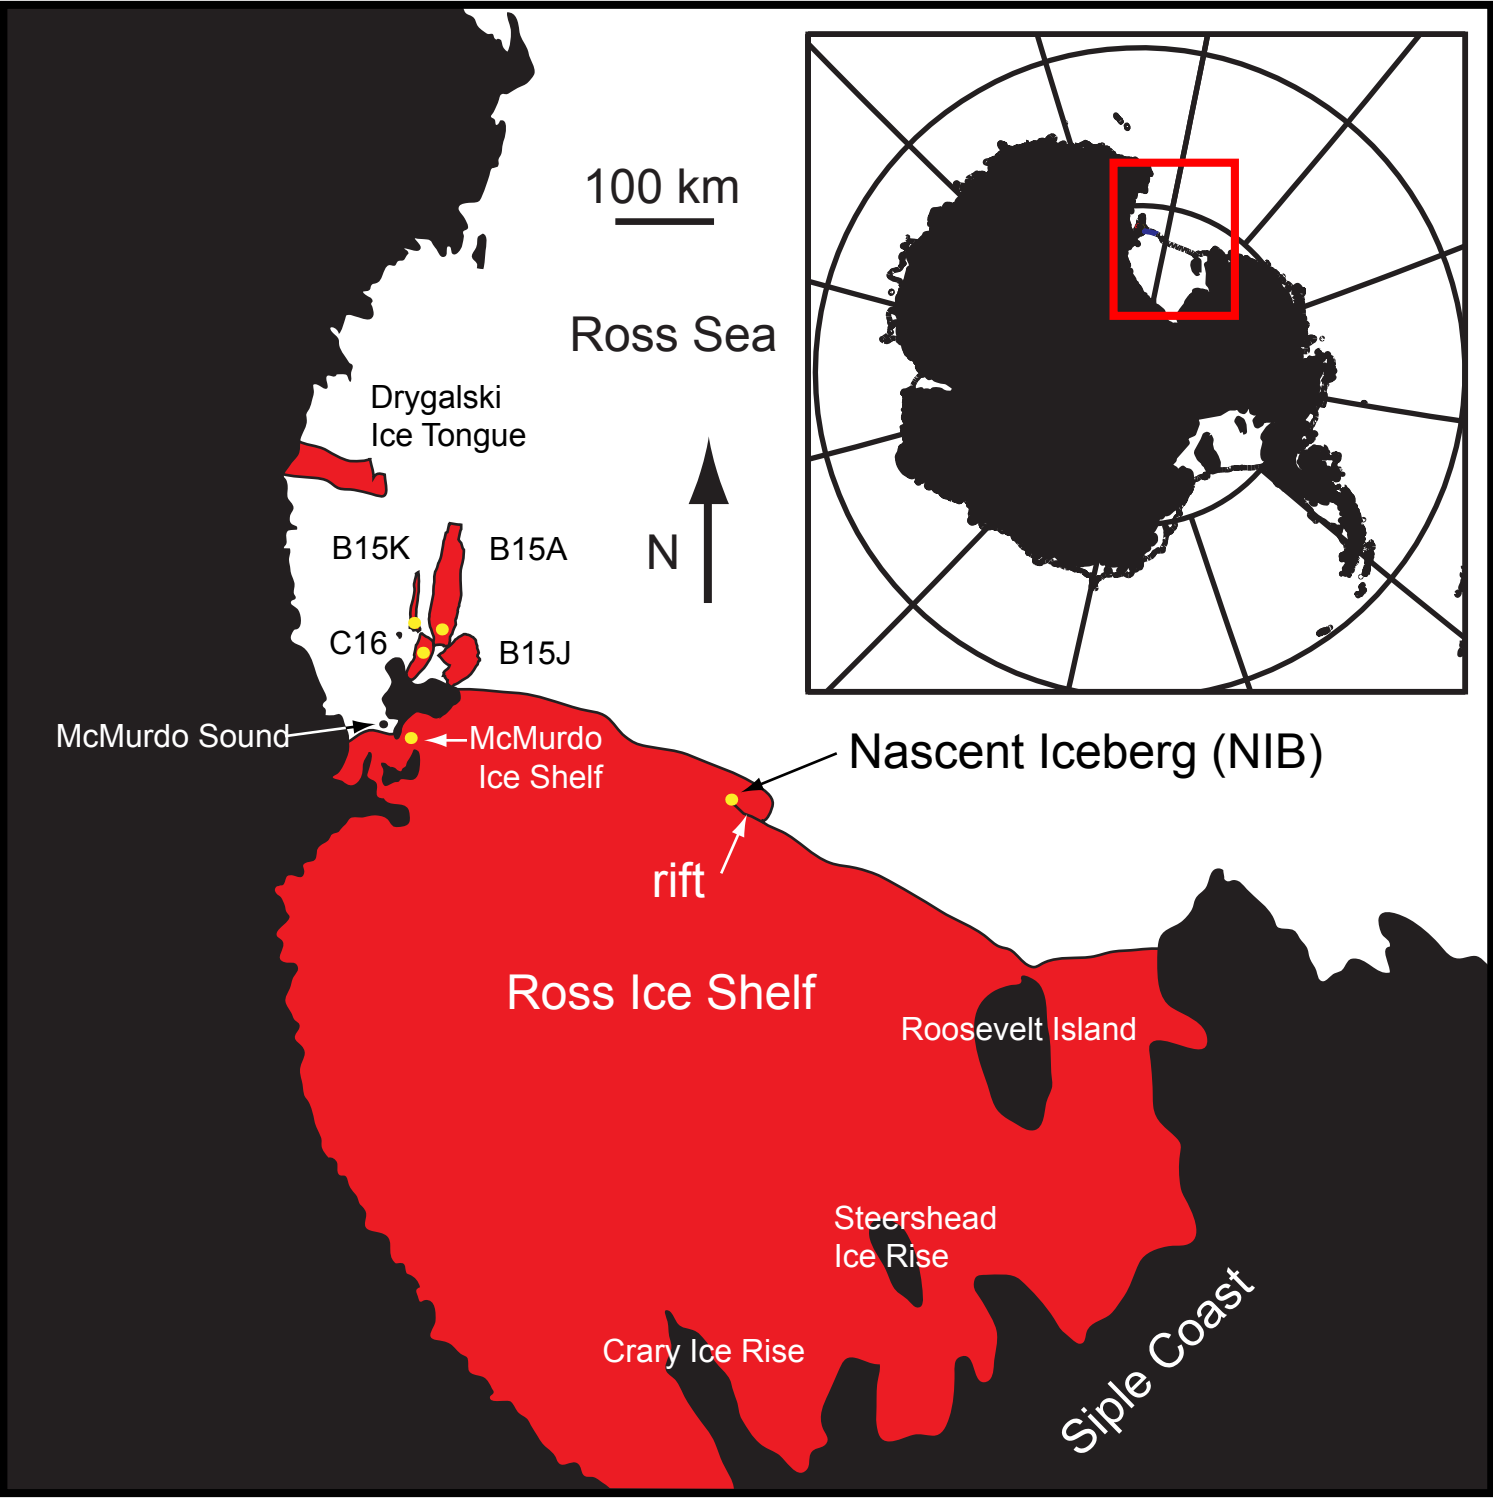 100 km
Ross Sea
Drygalski
Ice Tongue
N
B15K
B15A
C16
B15J
McMurdo Sound
McMurdo
Ice Shelf
Nascent Iceberg (NIB)
rift
Ross Ice Shelf
Roosevelt Island
Steershead
Ice Rise
Crary Ice Rise
Siple Coast